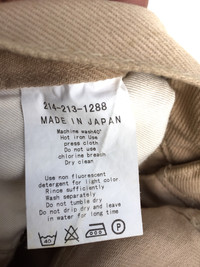 214-213-1288
MADE IN JAPAN
Machine wash40°
Hot iron Use
press cloth
Do not use
chlorine breach
Dry clean
Use non fluorescent
detergent for light color
Rinse sufficiently
Wash separately
Do not tumble dry
Do not drip dry and leave
in water for long time
40
P